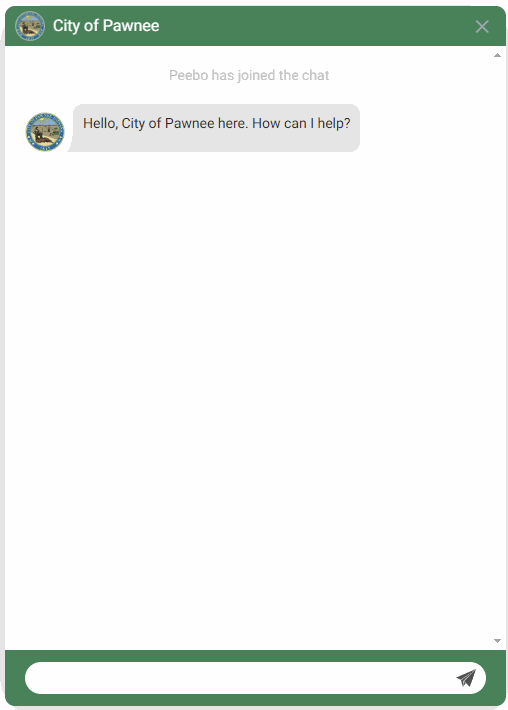 City of Pawnee
Peebo has joined the chat
Hello, City of Pawnee here. How can I help?